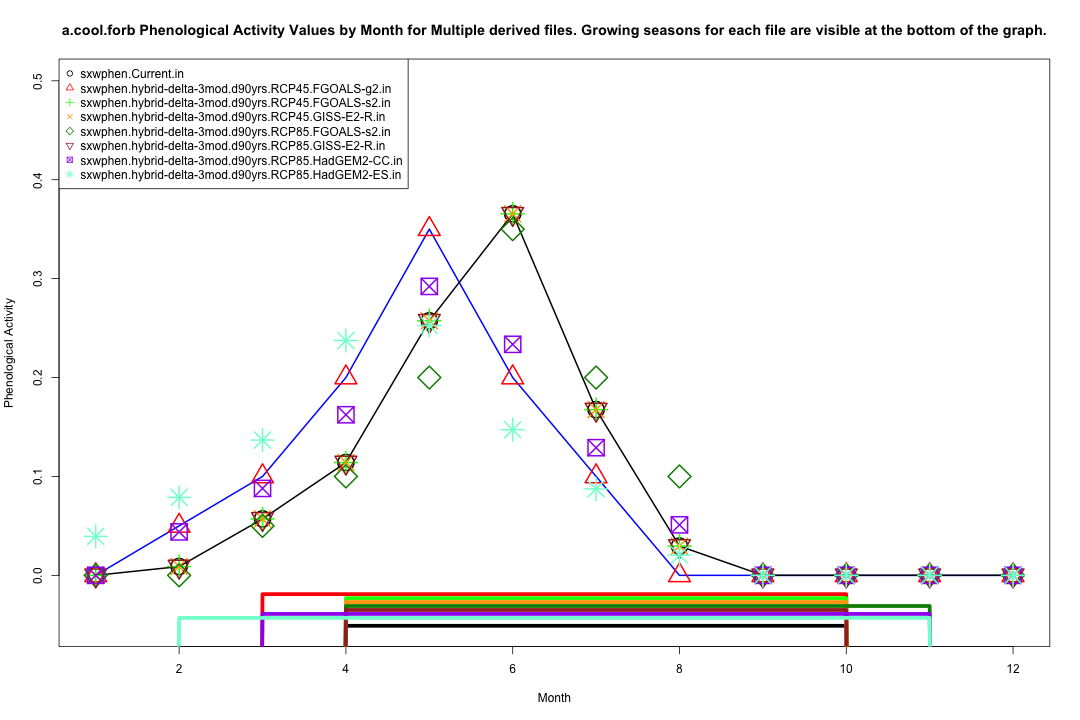 a.cool.forb Phenological Activity Values by Month for Multiple derived files. Growing seasons for each file are visible at the bottom of the graph.
sxwphen.Current.in
sxwphen.hybrid-delta-3mod.d90yrs.RCP45.FGOALS-g2.in
sxwphen.hybrid-delta-3mod.d90yrs.RCP45.FGOALS-s2.in
sxwphen.hybrid-delta-3mod.d90yrs.RCP45.GISS-E2-R.in
sxwphen.hybrid-delta-3mod.d90yrs.RCP85.FGOALS-s2.in
sxwphen.hybrid-delta-3mod.d90yrs.RCP85.GISS-E2-R.in
sxwphen.hybrid-delta-3mod.d90yrs.RCP85.HadGEM2-CC.in
sxwphen.hybrid-delta-3mod.d90yrs.RCP85.HadGEM2-ES.in
0.5
0.4
0.3
0.2
0.1
0.0
Phenological Activity
2 4 6 8 10 12
Month